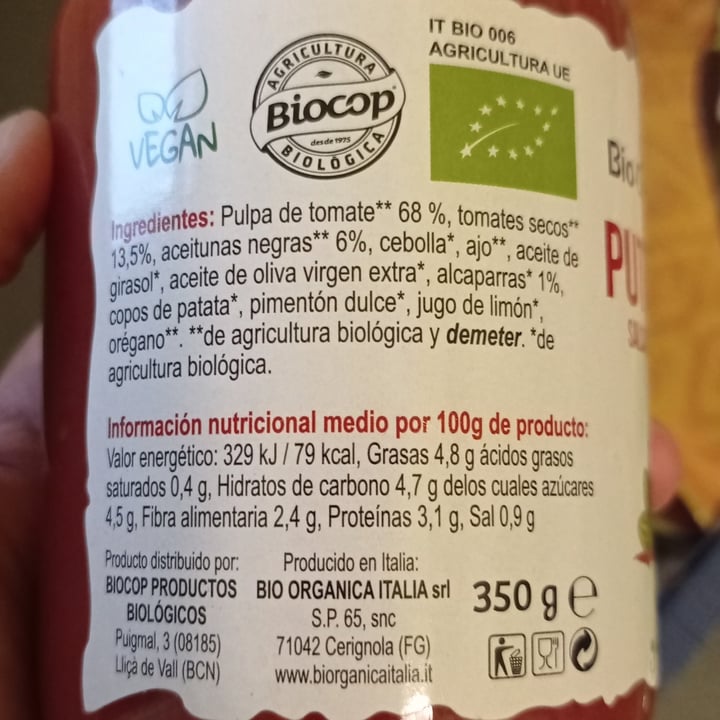 IT BIO 006
AGRICULTURA UE
VEGAN
AGRICULTURA
Biocop
desde 1975
BIOLÓGICA
Bio
PUT
Ingredientes: Pulpa de tomate** 68 %, tomates secos**
13,5%, aceitunas negras** 6%, cebolla*, ajo**, aceite de
girasol*, aceite de oliva virgen extra*, alcaparras* 1%,
copos de patata*, pimentón dulce*, jugo de limón*,
orégano**. **de agricultura biológica y demeter. *de
agricultura biológica.
Información nutricional medio por 100g de producto:
Valor energético: 329 kJ / 79 kcal, Grasas 4,8 g ácidos grasos
saturados 0,4 g, Hidratos de carbono 4,7 g delos cuales azúcares
4,5 g, Fibra alimentaria 2,4 g, Proteínas 3,1 g, Sal 0,9 g
Producto distribuido por:
BIOCOP PRODUCTOS
BIOLÓGICOS
Puigmal, 3 (08185)
Lliçà de Vall (BCN)
Producido en Italia:
BIO ORGANICA ITALIA srl
S.P. 65, snc
71042 Cerignola (FG)
www.biorganicaitalia.it
350 g e